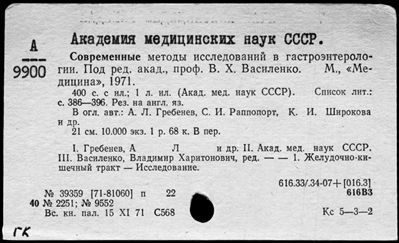 А
9900
Академия медицинских наук СССР.
Современные методы исследований в гастроэнтероло-
гии. Под ред. акад., проф. В. Х. Василенко. М., «Ме-
дицина», 1971.
400 с. с ил.; 1 л. ил. (Акад. мед. наук СССР). Список лит.:
с. 386—396. Рез. на англ. яз.
В огл. авт.: А. Л. Гребенев, С. И. Раппопорт, К. И. Широкова
и др.
21 см. 10.000 экз. 1 р. 68 к. В пер.
I. Гребенев, А Л и др. II. Акад. мед. наук СССР.
III. Василенко, Владимир Харитонович, ред. — — 1. Желудочно-ки-
шечный тракт — Исследование.
616.33/.34-07+[016.3]
№ 39359 [71-81060] п 22 616В3
40 № 2251; № 9552
Вс. кн. пал. 15 XI 71 С568 Кс 5—3—2
ГК